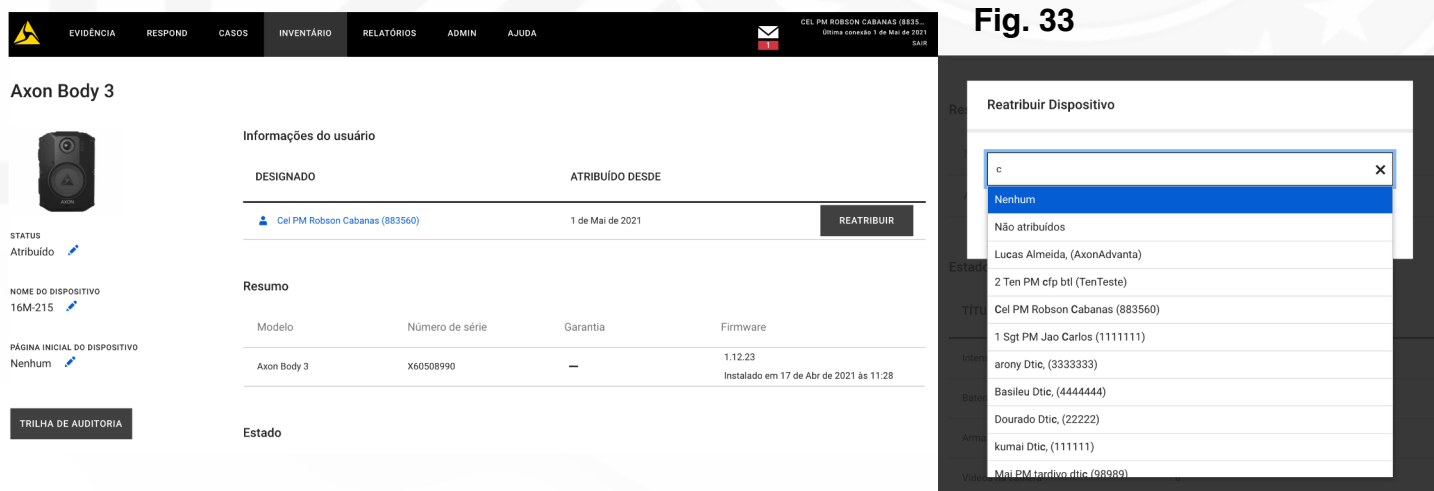 EVIDÊNCIA RESPOND CASOS INVENTÁRIO RELATÓRIOS ADMIN AJUDA
1
CEL PM ROBSON CABANAS (8835...
Última conexão 1 de Mai de 2021
SAIR
Axon Body 3
AXON
STATUS
Atribuído
NOME DO DISPOSITIVO
16M-215
PÁGINA INICIAL DO DISPOSITIVO
Nenhum
TRILHA DE AUDITORIA
Informações do usuário
DESIGNADO ATRIBUÍDO DESDE
Cel PM Robson Cabanas (883560) 1 de Mai de 2021 REATRIBUIR
Resumo
Modelo Número de série Garantia Firmware
Axon Body 3 X60508990 — 1.12.23
Instalado em 17 de Abr de 2021 às 11:28
Estado
Fig. 33
Reatribuir Dispositivo
c
Nenhum
Não atribuídos
Lucas Almeida, (AxonAdvanta)
2 Ten PM cfp btl (TenTeste)
Cel PM Robson Cabanas (883560)
1 Sgt PM Jao Carlos (1111111)
arony Dtic, (3333333)
Basileu Dtic, (4444444)
Dourado Dtic, (22222)
kumai Dtic, (111111)
Maj PM tardivo dtic (98989)